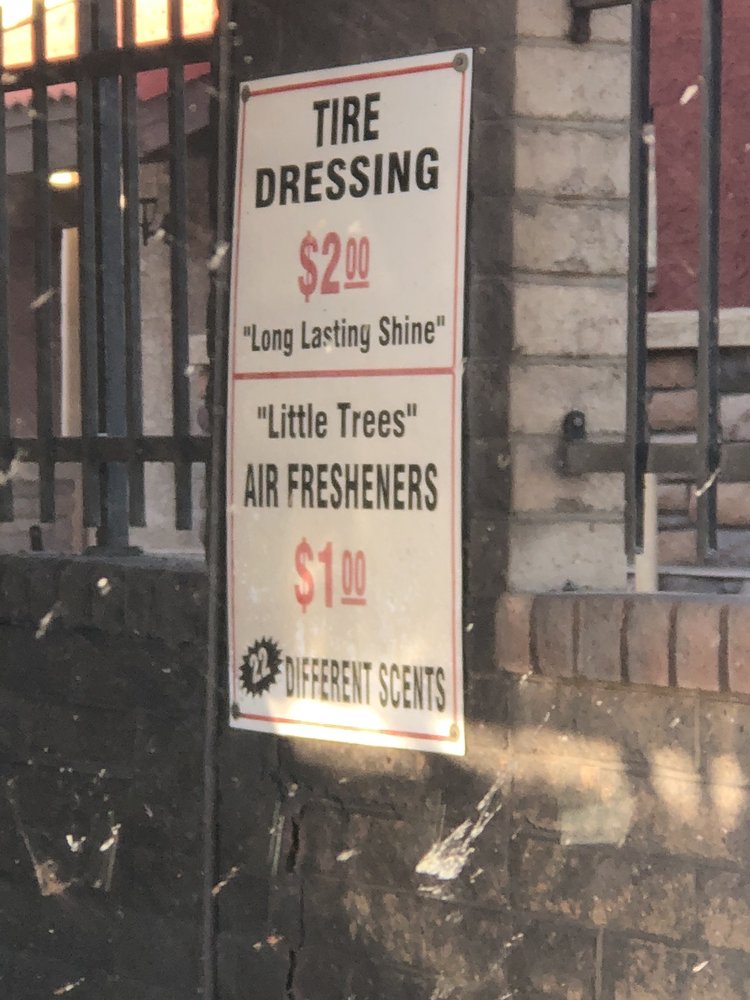 TIRE
DRESSING
$2.00
"Long Lasting Shine"
"Little Trees"
AIR FRESHENERS
$1.00
22 DIFFERENT SCENTS